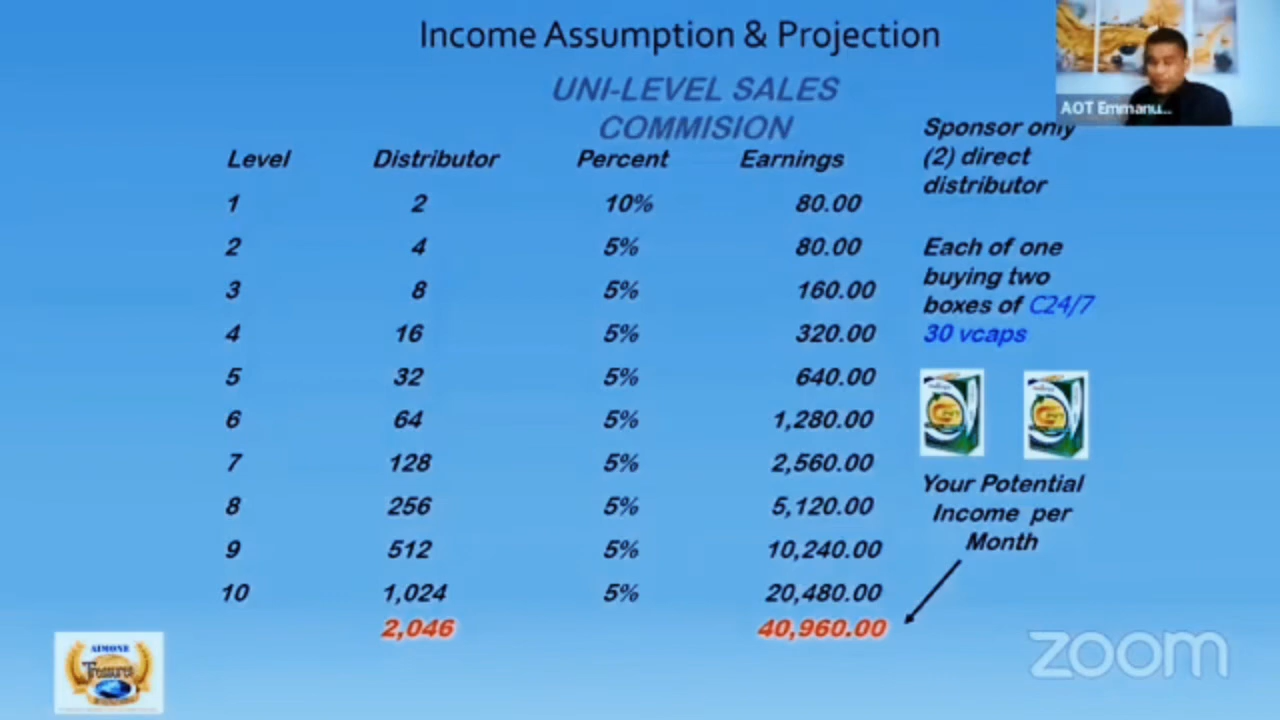 Income Assumption & Projection
UNI-LEVEL SALES
COMMISION
AOT Emmanu...
Level Distributor Percent Earnings
1 2 10% 80.00
2 4 5% 80.00
3 8 5% 160.00
4 16 5% 320.00
5 32 5% 640.00
6 64 5% 1,280.00
7 128 5% 2,560.00
8 256 5% 5,120.00
9 512 5% 10,240.00
10 1,024 5% 20,480.00
2,046 40,960.00
Sponsor only
(2) direct
distributor
Each of one
buying two
boxes of C24/7
30 vcaps
Your Potential
Income per
Month
AIMONE
Treasures
zoom